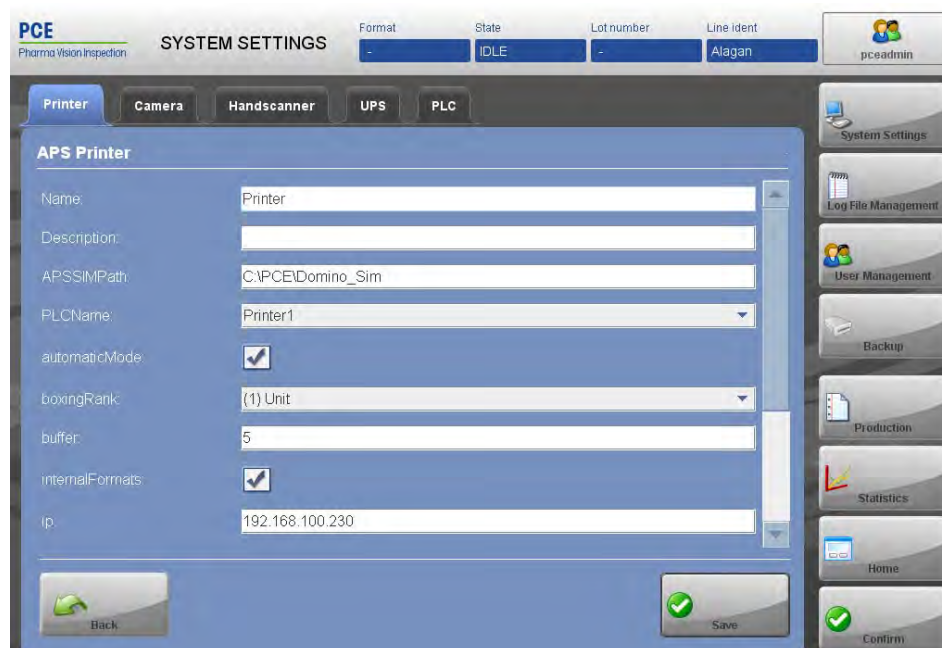 PCE
Pharma Vision Inspection
SYSTEM SETTINGS
Format
-
State
IDLE
Lot number
-
Line ident
Alagan
pceadmin
Printer
Camera
Handscanner
UPS
PLC
APS Printer
Name: Printer
Description:
APSSIMPath C:\PCE\Domino_Sim
PLCName: Printer1
automaticMode
boxingRank: (1) Unit
buffer: 5
internalFormats
ip: 192.168.100.230
Back
Save
System Settings
Log File Management
User Management
Backup
Production
Statistics
Home
Confirm